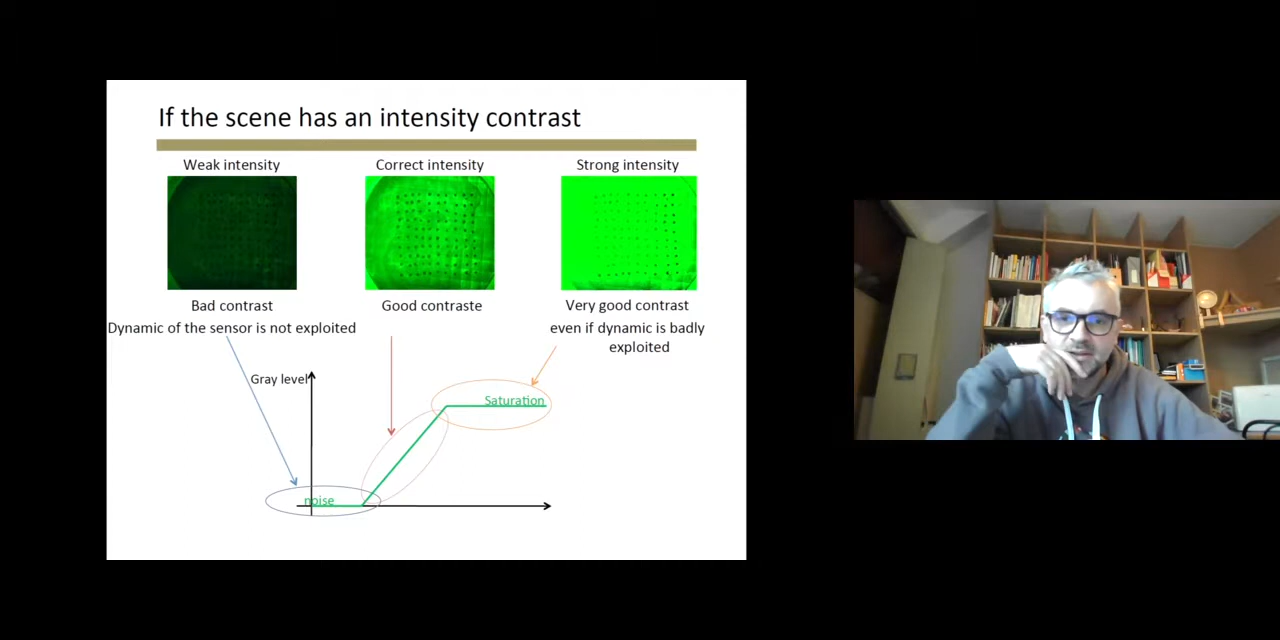 If the scene has an intensity contrast
Weak intensity
Correct intensity
Strong intensity
Bad contrast
Good contraste
Very good contrast
Dynamic of the sensor is not exploited
even if dynamic is badly
exploited
Gray level
Saturation
noise